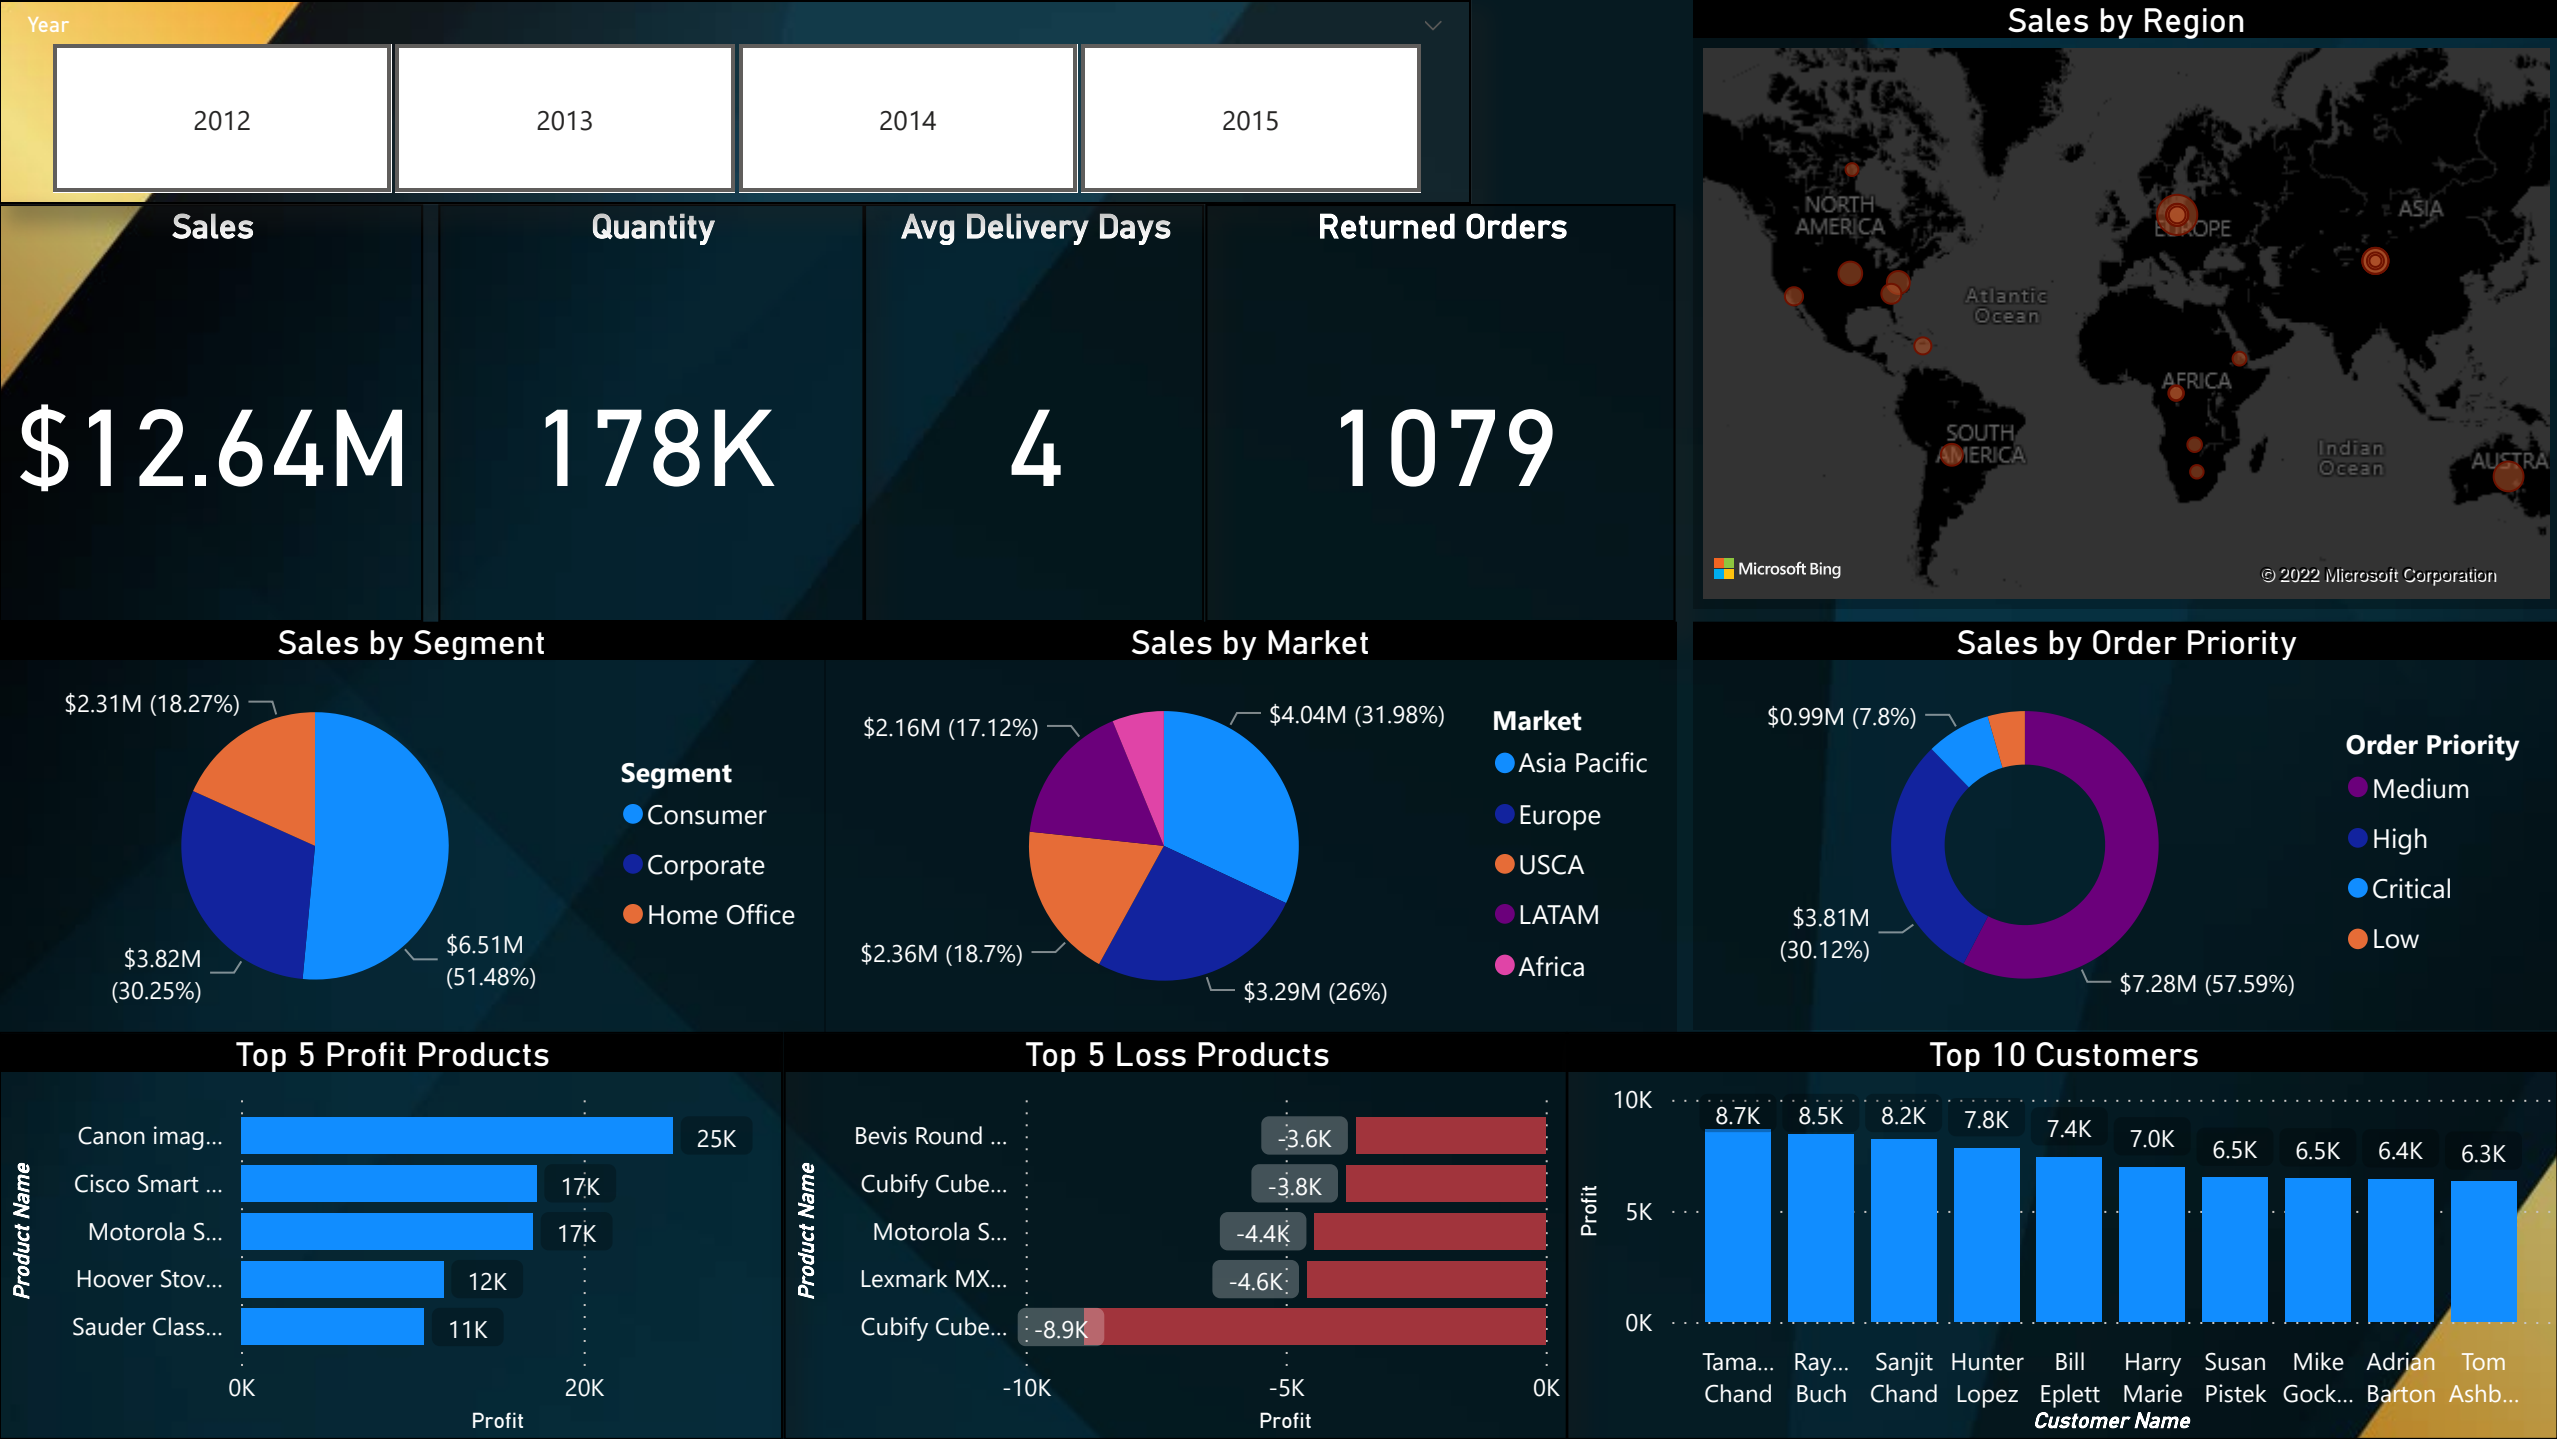 Year
2012
2013
2014
2015
Sales
$12.64M
Quantity
178K
Avg Delivery Days
4
Returned Orders
1079
Sales by Region
NORTH
AMERICA
EUROPE
ASIA
Atlantic
Ocean
AFRICA
SOUTH
AMERICA
Indian
Ocean
AUSTRA
Microsoft Bing
© 2022 Microsoft Corporation
Sales by Segment
$2.31M (18.27%)
$3.82M
(30.25%)
$6.51M
(51.48%)
Segment
Consumer
Corporate
Home Office
Sales by Market
$2.16M (17.12%)
$4.04M (31.98%)
$2.36M (18.7%)
$3.29M (26%)
Market
Asia Pacific
Europe
USCA
LATAM
Africa
Sales by Order Priority
$0.99M (7.8%)
$3.81M
(30.12%)
$7.28M (57.59%)
Order Priority
Medium
High
Critical
Low
Top 5 Profit Products
Product Name
Canon imag... 25K
Cisco Smart ... 17K
Motorola S... 17K
Hoover Stov... 12K
Sauder Class... 11K
0K 20K
Profit
Top 5 Loss Products
Product Name
Bevis Round ... -3.6K
Cubify Cube... -3.8K
Motorola S... -4.4K
Lexmark MX... -4.6K
Cubify Cube... -8.9K
-10K -5K 0K
Profit
Top 10 Customers
Profit
10K
5K
0K
8.7K 8.5K 8.2K 7.8K 7.4K 7.0K 6.5K 6.5K 6.4K 6.3K
Tama... Ray... Sanjit Hunter Bill Harry Susan Mike Adrian Tom
Chand Buch Chand Lopez Eplett Marie Pistek Gock... Barton Ashb...
Customer Name